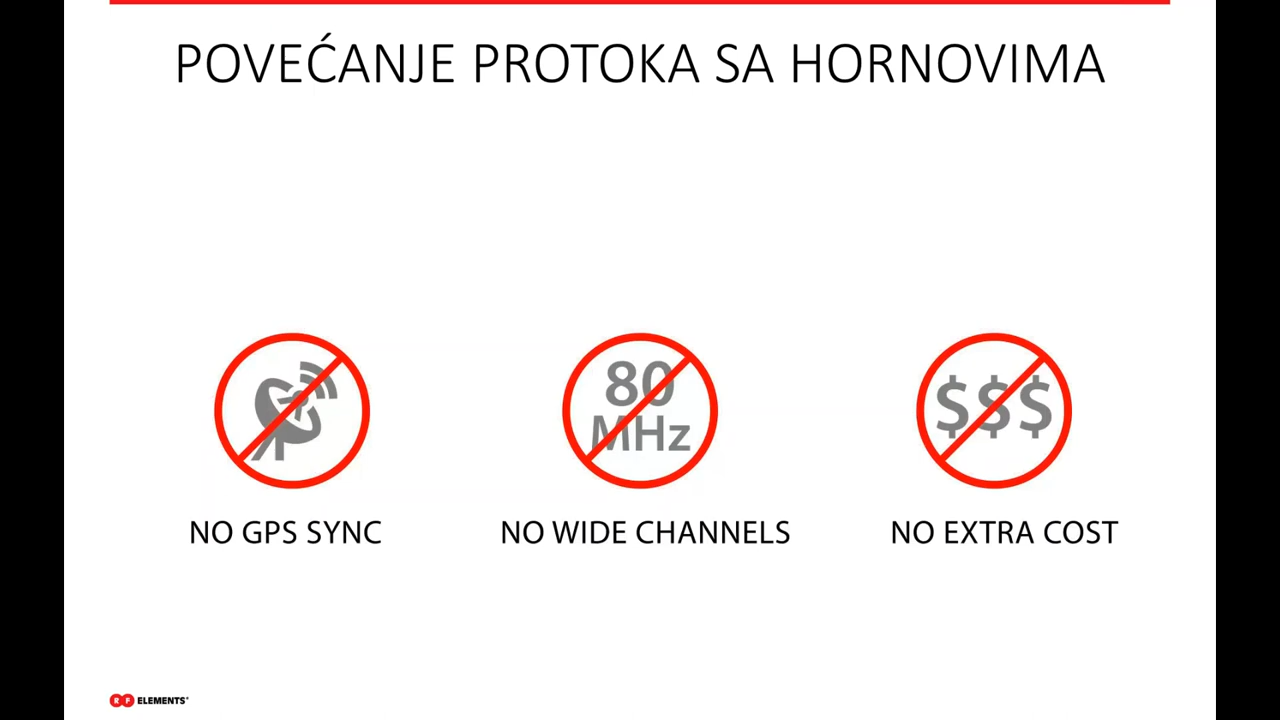 POVEĆANJE PROTOKA SA HORNOVIMA
80
MHz
$$$
NO GPS SYNC
NO WIDE CHANNELS
NO EXTRA COST
RF ELEMENTS®